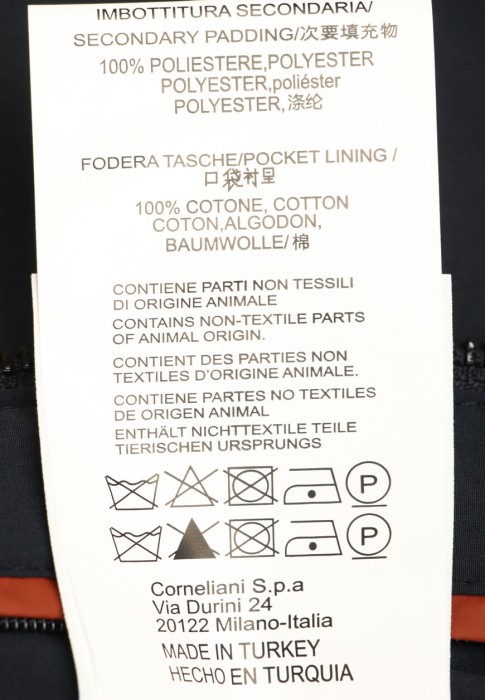 IMBOTTITURA SECONDARIA/
SECONDARY PADDING/次要填充物
100% POLIESTERE,POLYESTER
POLYESTER,poliéster
POLYESTER,涤纶
FODERA TASCHE/POCKET LINING /
口袋衬里
100% COTONE, COTTON
COTON,ALGODON,
BAUMWOLLE/棉
CONTIENE PARTI NON TESSILI
DI ORIGINE ANIMALE
CONTAINS NON-TEXTILE PARTS
OF ANIMAL ORIGIN.
CONTIENT DES PARTIES NON
TEXTILES D'ORIGINE ANIMALE.
CONTIENE PARTES NO TEXTILES
DE ORIGEN ANIMAL
ENTHÄLT NICHTTEXTILE TEILE
TIERISCHEN URSPRUNGS
P
P
Corneliani S.p.a
Via Durini 24
20122 Milano-Italia
MADE IN TURKEY
HECHO EN TURQUIA